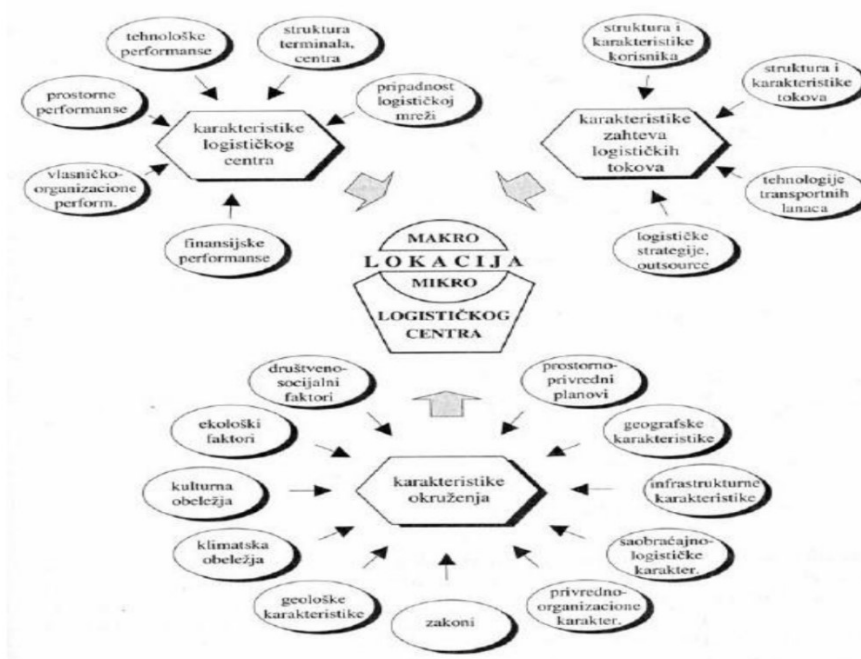 tehnološke
performanse
struktura
terminala,
centra
prostorne
performanse
pripadnost
logističkoj
mreži
karakteristike
logističkog
centra
vlasničko-
organizacione
perform.
finansijske
performanse
struktura i
karakteristike
korisnika
struktura i
karakteristike
tokova
karakteristike
zahteva
logističkih
tokova
tehnologije
transportnih
lanaca
logističke
strategije,
outsource
MAKRO
LOKACIJA
MIKRO
LOGISTIČKOG
CENTRA
društveno-
socijalni
faktori
prostorno-
privredni
planovi
ekološki
faktori
geografske
karakteristike
kulturna
obeležja
karakteristike
okruženja
infrastrukturne
karakteristike
klimatska
obeležja
saobraćajno-
logističke
karakter.
geološke
karakteristike
zakoni
privredno-
organizacione
karakter.